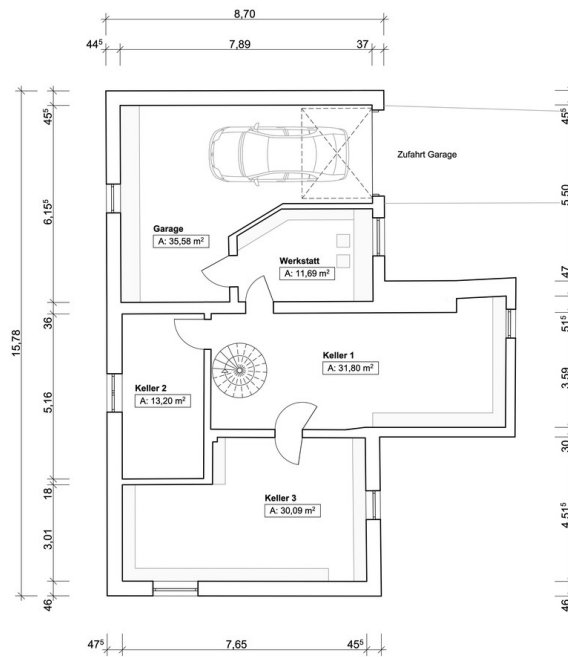 8,70
44⁵
7,89
37
45⁵
6,15⁵
36
15,78
5,16
18
3,01
46
Zufahrt Garage
Garage
A: 35,58 m²
Werkstatt
A: 11,69 m²
Keller 1
A: 31,80 m²
Keller 2
A: 13,20 m²
Keller 3
A: 30,09 m²
45⁵
5,50
47
51⁵
3,59
30
4,51⁵
46
47⁵
7,65
45⁵